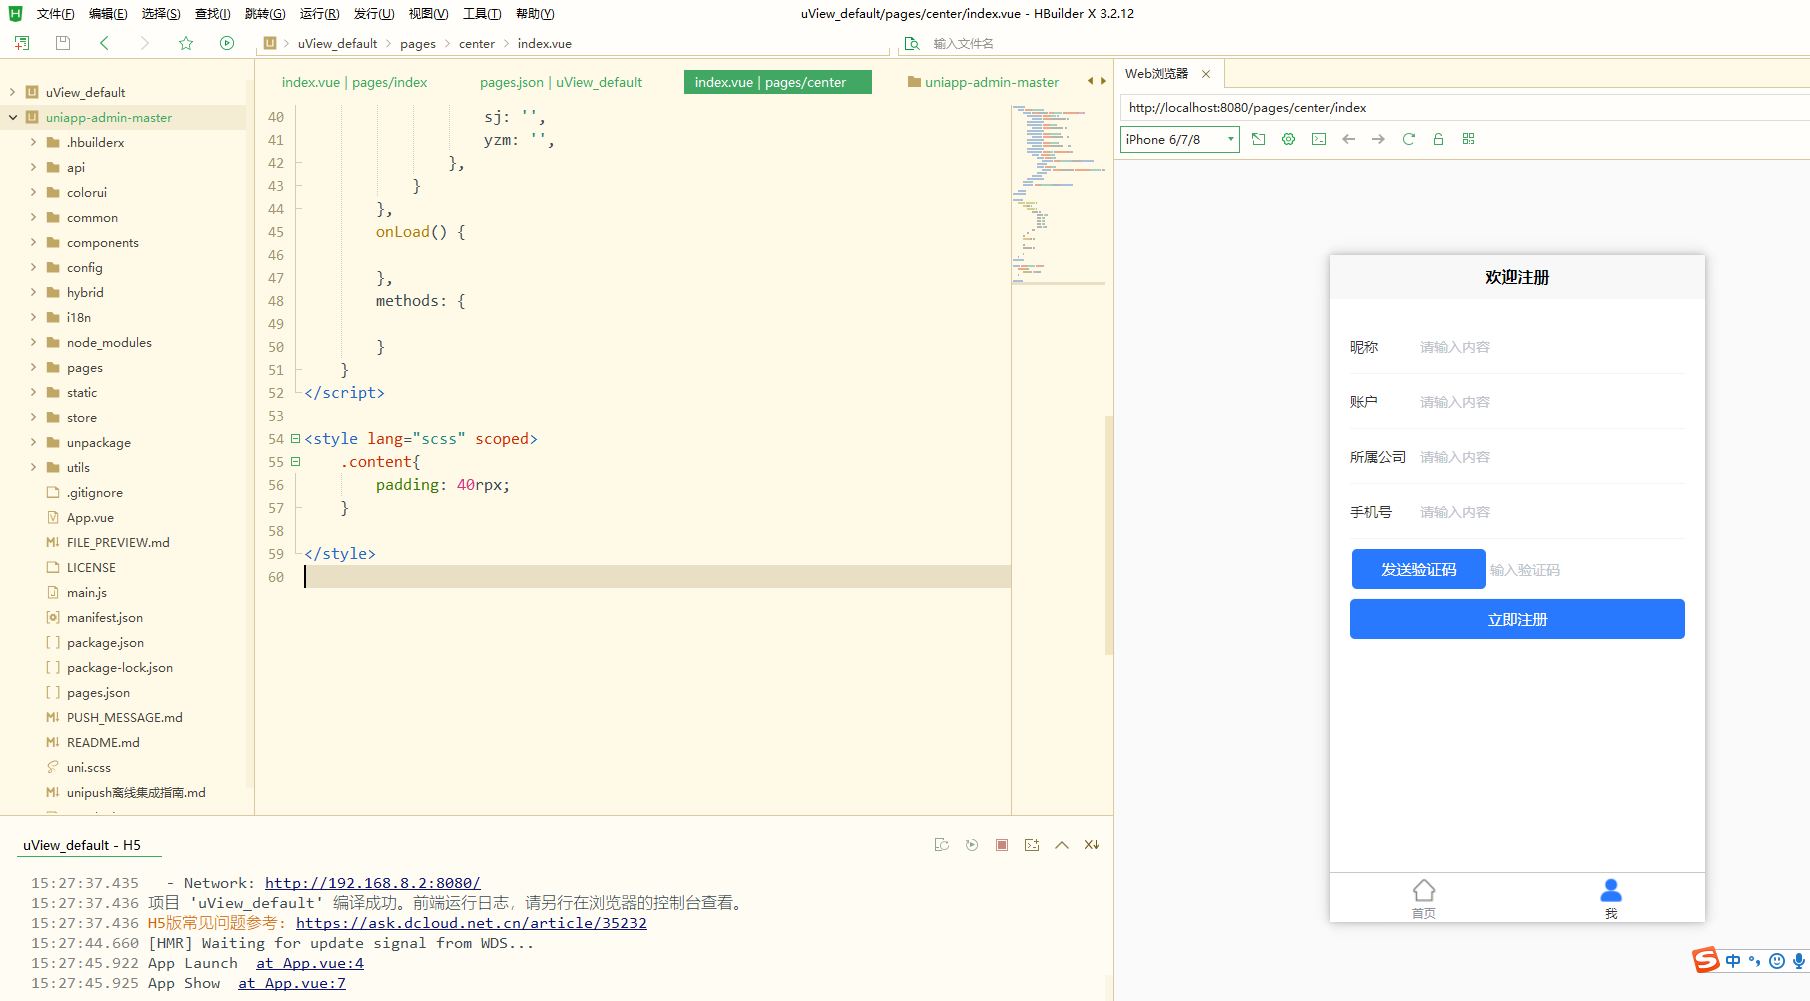 文件(F) 编辑(E) 选择(S) 查找(I) 跳转(G) 运行(R) 发行(U) 视图(V) 工具(T) 帮助(Y)
uView_default/pages/center/index.vue - HBuilder X 3.2.12
uView_default pages center index.vue
输入文件名
uView_default
uniapp-admin-master
.hbuilderx
api
colorui
common
components
config
hybrid
i18n
node_modules
pages
static
store
unpackage
utils
.gitignore
App.vue
FILE_PREVIEW.md
LICENSE
main.js
manifest.json
package.json
package-lock.json
pages.json
PUSH_MESSAGE.md
README.md
uni.scss
unipush离线集成指南.md
index.vue | pages/index
pages.json | uView_default
index.vue | pages/center
uniapp-admin-master
40 sj: '',
41 yzm: '',
42 },
43 }
44 },
45 onLoad() {
46
47 },
48 methods: {
49
50 }
51 }
52 </script>
53
54 <style lang="scss" scoped>
55 .content{
56 padding: 40rpx;
57 }
58
59 </style>
60
Web浏览器
http://localhost:8080/pages/center/index
iPhone 6/7/8
欢迎注册
昵称 请输入内容
账户 请输入内容
所属公司 请输入内容
手机号 请输入内容
发送验证码 输入验证码
立即注册
首页 我
uView_default - H5
15:27:37.435 - Network: http://192.168.8.2:8080/
15:27:37.436 项目 'uView_default' 编译成功。前端运行日志，请另行在浏览器的控制台查看。
15:27:37.436 H5版常见问题参考: https://ask.dcloud.net.cn/article/35232
15:27:44.660 [HMR] Waiting for update signal from WDS...
15:27:45.922 App Launch at App.vue:4
15:27:45.925 App Show at App.vue:7
中